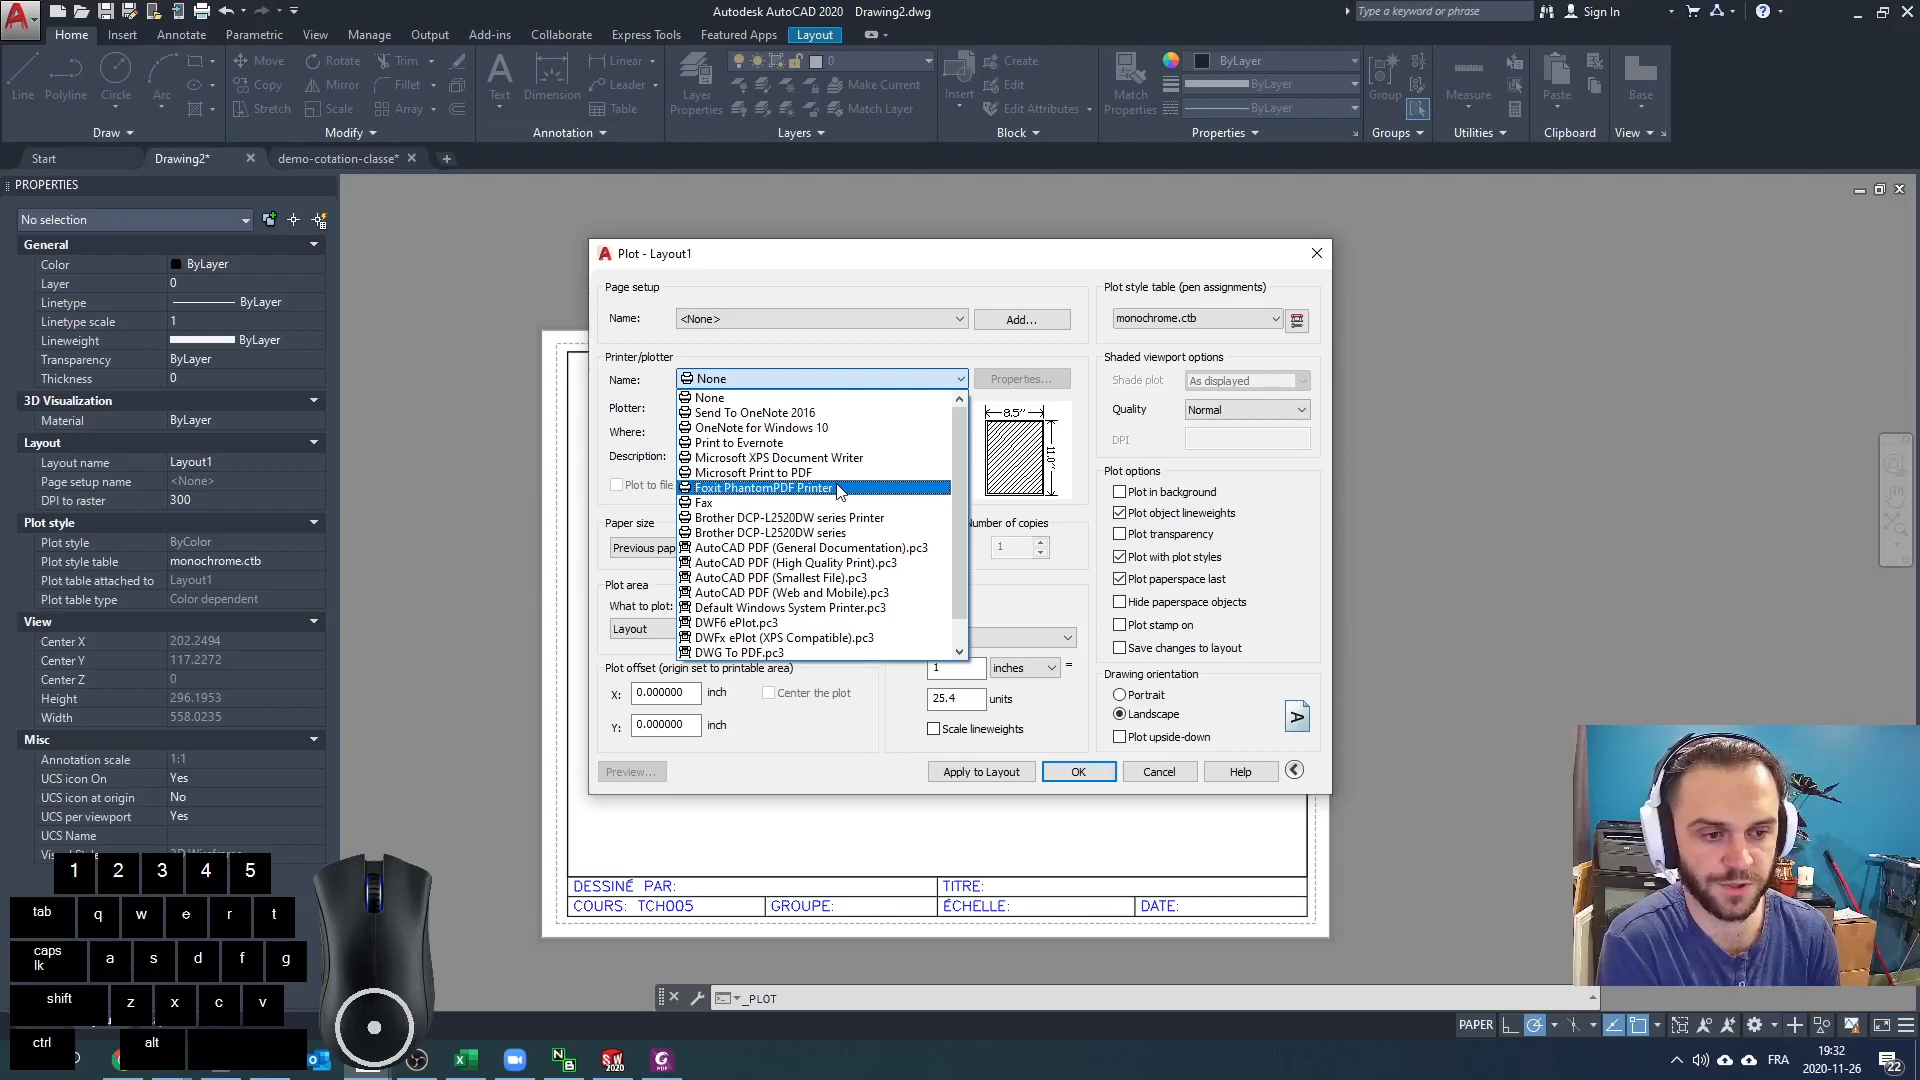 Autodesk AutoCAD 2020 Drawing2.dwg
Type a keyword or phrase
Sign In
Home Insert Annotate Parametric View Manage Output Add-ins Collaborate Express Tools Featured Apps Layout
Line Polyline Circle Arc
Move Rotate Trim
Copy Mirror Fillet
Stretch Scale Array
Text Dimension
Linear
Leader
Table
Layer Properties
0
Make Current
Match Layer
Insert
Create
Edit
Edit Attributes
Match Properties
ByLayer
ByLayer
ByLayer
Group
Measure
Paste
Base
Draw Modify Annotation Layers Block Properties Groups Utilities Clipboard View
Start Drawing2* demo-cotation-classe*
PROPERTIES
No selection
General
Color ByLayer
Layer 0
Linetype ByLayer
Linetype scale 1
Lineweight ByLayer
Transparency ByLayer
Thickness 0
3D Visualization
Material ByLayer
Layout
Layout name Layout1
Page setup name <None>
DPI to raster 300
Plot style
Plot style ByColor
Plot style table monochrome.ctb
Plot table attached to Layout1
Plot table type Color dependent
View
Center X 202.2494
Center Y 117.2272
Center Z 0
Height 296.1953
Width 558.0235
Misc
Annotation scale 1:1
UCS icon On Yes
UCS icon at origin No
UCS per viewport Yes
UCS Name
Plot - Layout1
Page setup
Name: <None> Add...
Printer/plotter
Name: None Properties...
Plotter:
Where:
Description:
Plot to file
None
Send To OneNote 2016
OneNote for Windows 10
Print to Evernote
Microsoft XPS Document Writer
Microsoft Print to PDF
Foxit PhantomPDF Printer
Fax
Brother DCP-L2520DW series Printer
Brother DCP-L2520DW series
AutoCAD PDF (General Documentation).pc3
AutoCAD PDF (High Quality Print).pc3
AutoCAD PDF (Smallest File).pc3
AutoCAD PDF (Web and Mobile).pc3
Default Windows System Printer.pc3
DWF6 ePlot.pc3
DWFx ePlot (XPS Compatible).pc3
DWG To PDF.pc3
8.5''
11.0''
Paper size
Number of copies
1
Plot area
What to plot:
Layout
Plot offset (origin set to printable area)
X: 0.000000 inch
Center the plot
Y: 0.000000 inch
1 inches =
25.4 units
Scale lineweights
Preview... Apply to Layout OK Cancel Help
Plot style table (pen assignments)
monochrome.ctb
Shaded viewport options
Shade plot As displayed
Quality Normal
DPI
Plot options
Plot in background
Plot object lineweights
Plot transparency
Plot with plot styles
Plot paperspace last
Hide paperspace objects
Plot stamp on
Save changes to layout
Drawing orientation
Portrait
Landscape
Plot upside-down
A
DESSINÉ PAR: TITRE:
COURS: TCH005 GROUPE: ÉCHELLE: DATE:
_PLOT
PAPER
1 2 3 4 5
tab q w e r t
caps lk a s d f g
shift z x c v
ctrl alt
FRA
19:32
2020-11-26
22